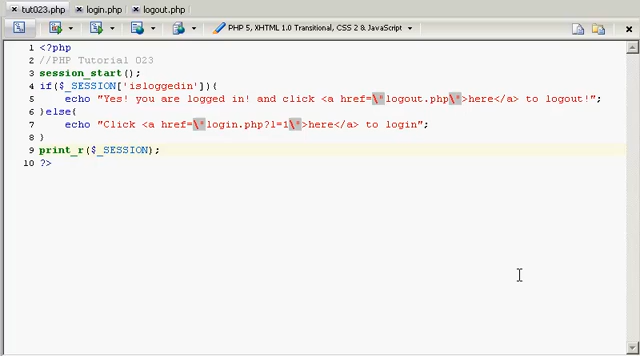 tut023.php login.php logout.php
PHP 5, XHTML 1.0 Transitional, CSS 2 & JavaScript
1 <?php
2 //PHP Tutorial 023
3 session_start();
4 if($_SESSION['isloggedin']){
5 echo "Yes! you are logged in! and click <a href=\"logout.php\">here</a> to logout!";
6 }else{
7 echo "Click <a href=\"login.php?l=1\">here</a> to login";
8 }
9 print_r($_SESSION);
10 ?>